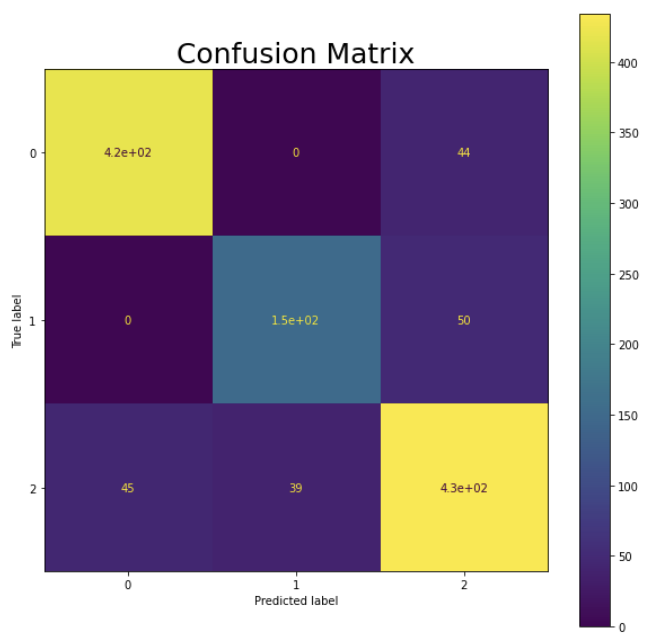 Confusion Matrix
0
4.2e+02 0 44
1
0 1.5e+02 50
2
45 39 4.3e+02
True label
0 1 2
Predicted label
400
350
300
250
200
150
100
50
0